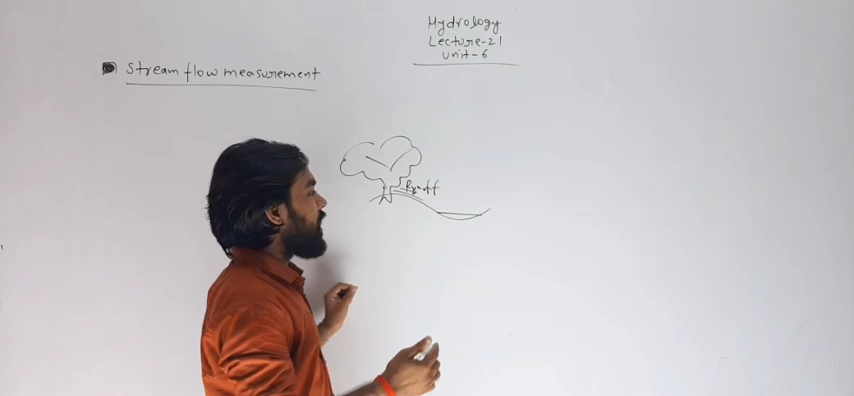 Hydrology
Lecture-21
Unit-6
Stream flow measurement
Runoff